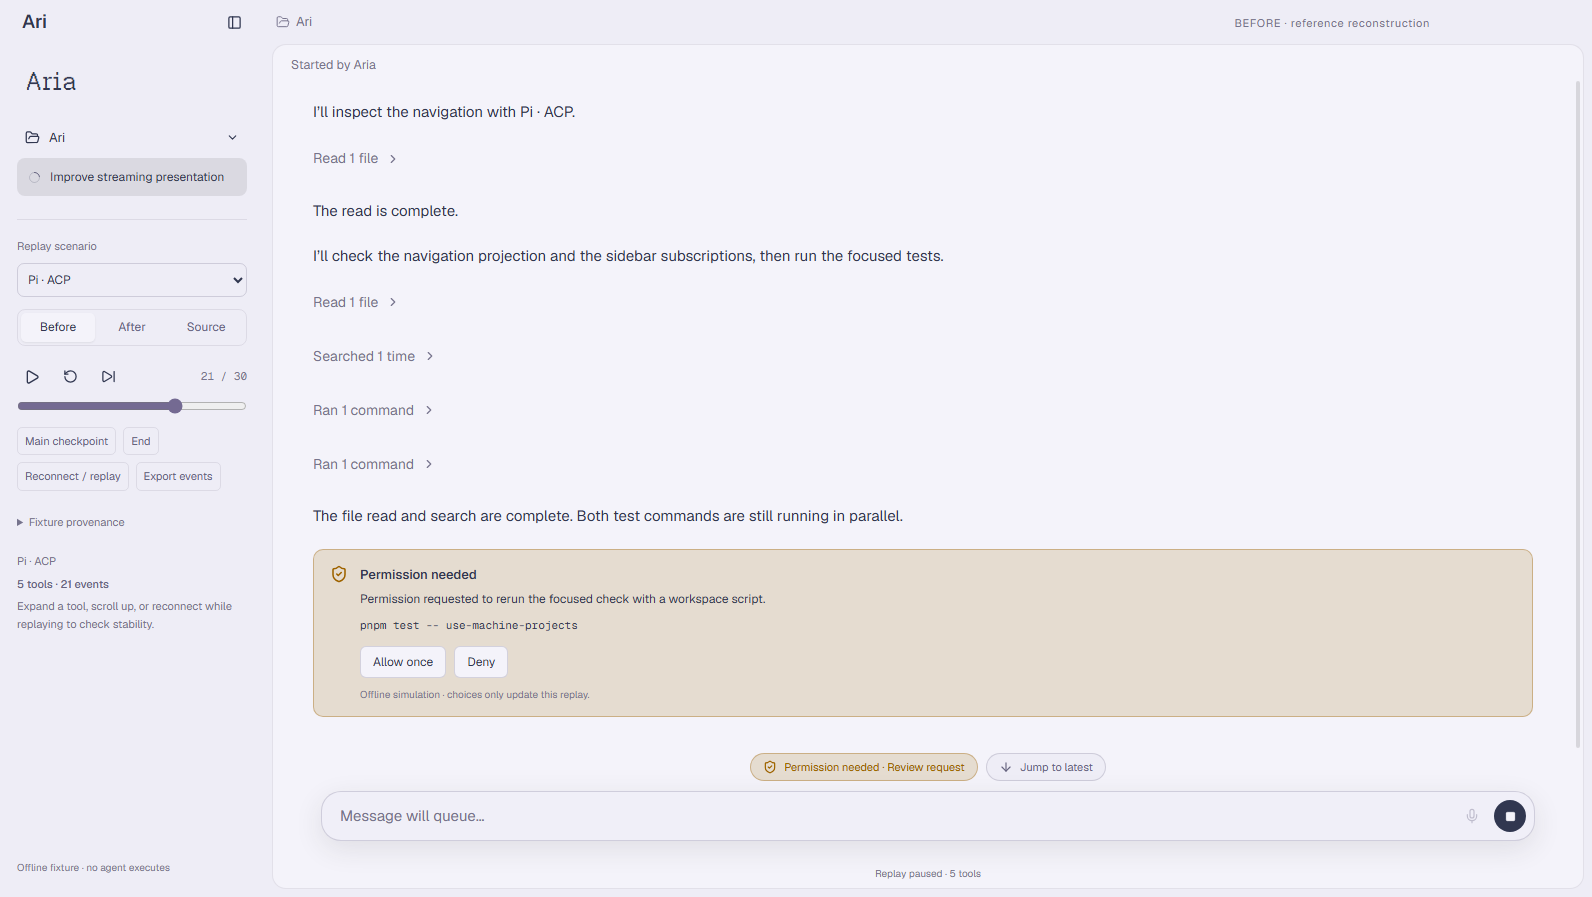 Ari
Aria
Ari
Improve streaming presentation
Replay scenario
Pi · ACP
Before
After
Source
21 / 30
Main checkpoint
End
Reconnect / replay
Export events
Fixture provenance
Pi · ACP
5 tools · 21 events
Expand a tool, scroll up, or reconnect while
replaying to check stability.
Offline fixture · no agent executes
Ari
BEFORE · reference reconstruction
Started by Aria
I’ll inspect the navigation with Pi · ACP.
Read 1 file
The read is complete.
I’ll check the navigation projection and the sidebar subscriptions, then run the focused tests.
Read 1 file
Searched 1 time
Ran 1 command
Ran 1 command
The file read and search are complete. Both test commands are still running in parallel.
Permission needed
Permission requested to rerun the focused check with a workspace script.
pnpm test -- use-machine-projects
Allow once
Deny
Offline simulation · choices only update this replay.
Permission needed · Review request
Jump to latest
Message will queue...
Replay paused · 5 tools